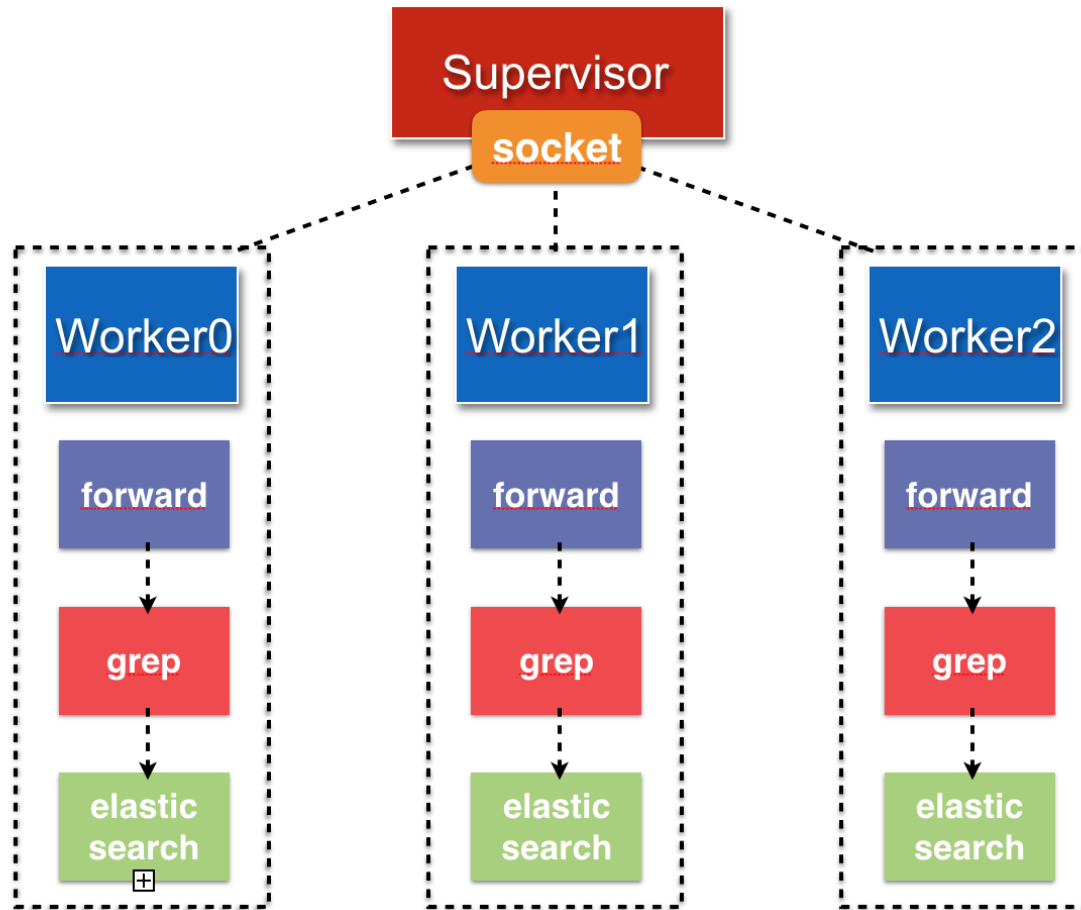 Supervisor
socket
Worker0
Worker1
Worker2
forward
forward
forward
grep
grep
grep
elastic
search
elastic
search
elastic
search